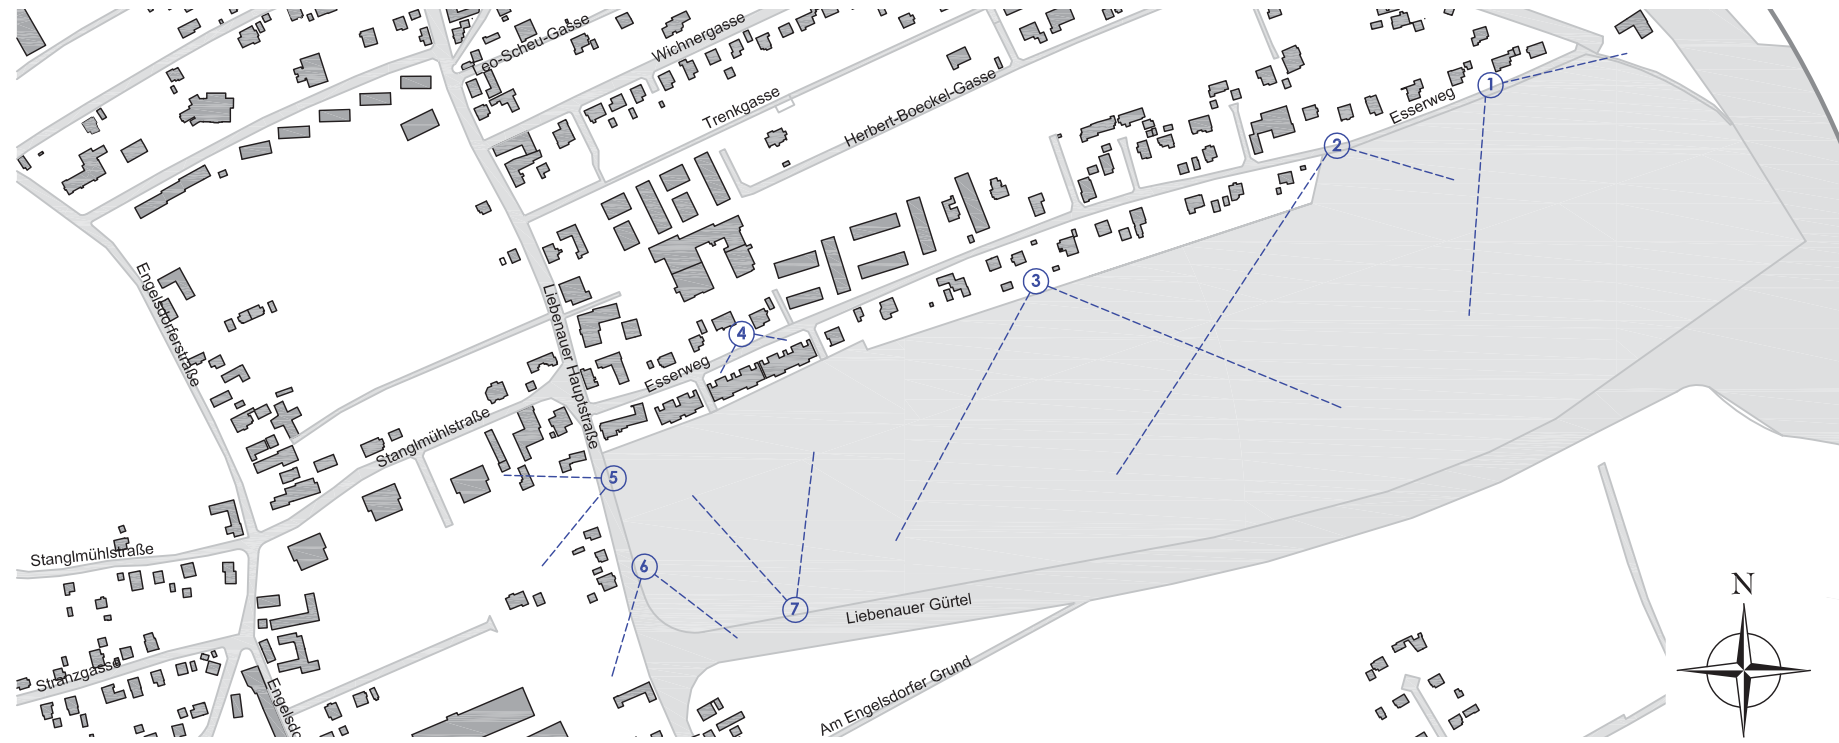 Leo-Scheu-Gasse
Wichnergasse
Trenkgasse
Herbert-Boeckel-Gasse
Esserweg
1
2
3
4
5
6
7
Engelsdorferstraße
Liebenauer Hauptstraße
Esserweg
Stanglmühlstraße
Stanglmühlstraße
Liebenauer Gürtel
Stranzgasse
Engelsdo
Am Engelsdorfer Grund
N